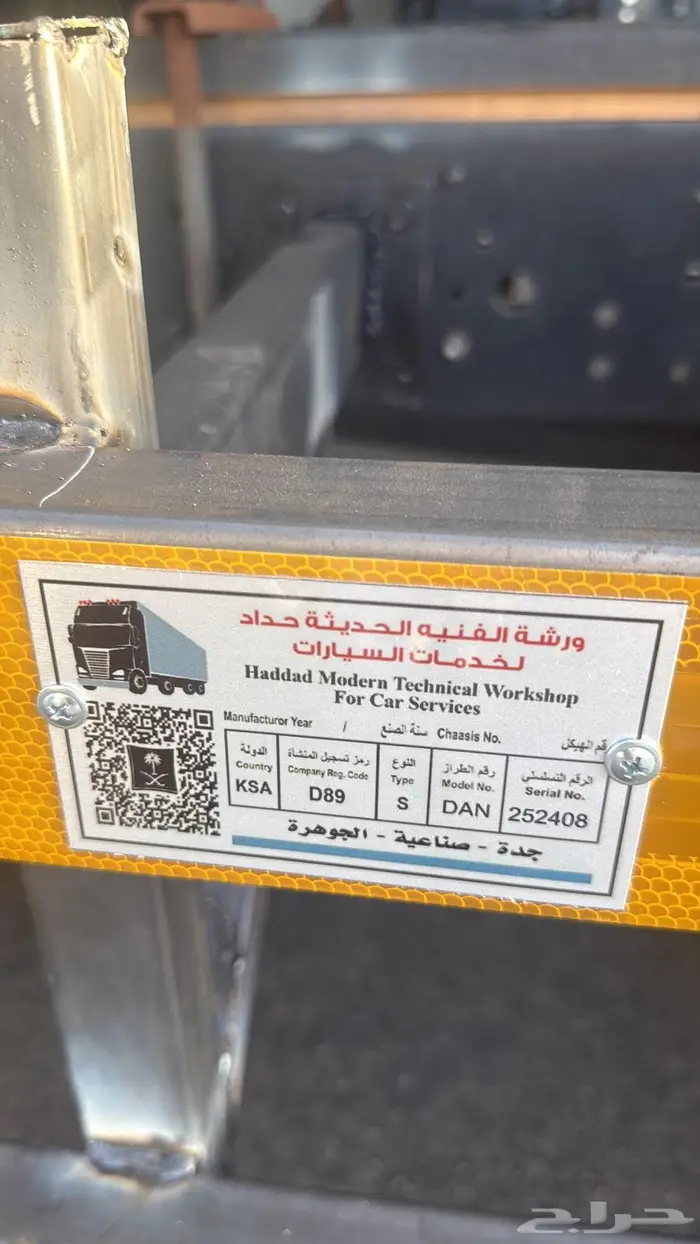 ورشة الفنيه الحديثة حداد
لخدمات السيارات
Haddad Modern Technical Workshop
For Car Services
Manufacturor Year / سنة الصنع Chaasis No. رقم الهيكل
الدولة رمز تسجيل المنشأة النوع رقم الطراز الرقم التسلسلي
Country Company Reg. Code Type Model No. Serial No.
KSA D89 S DAN 252408
جدة - صناعية - الجوهرة
حراج